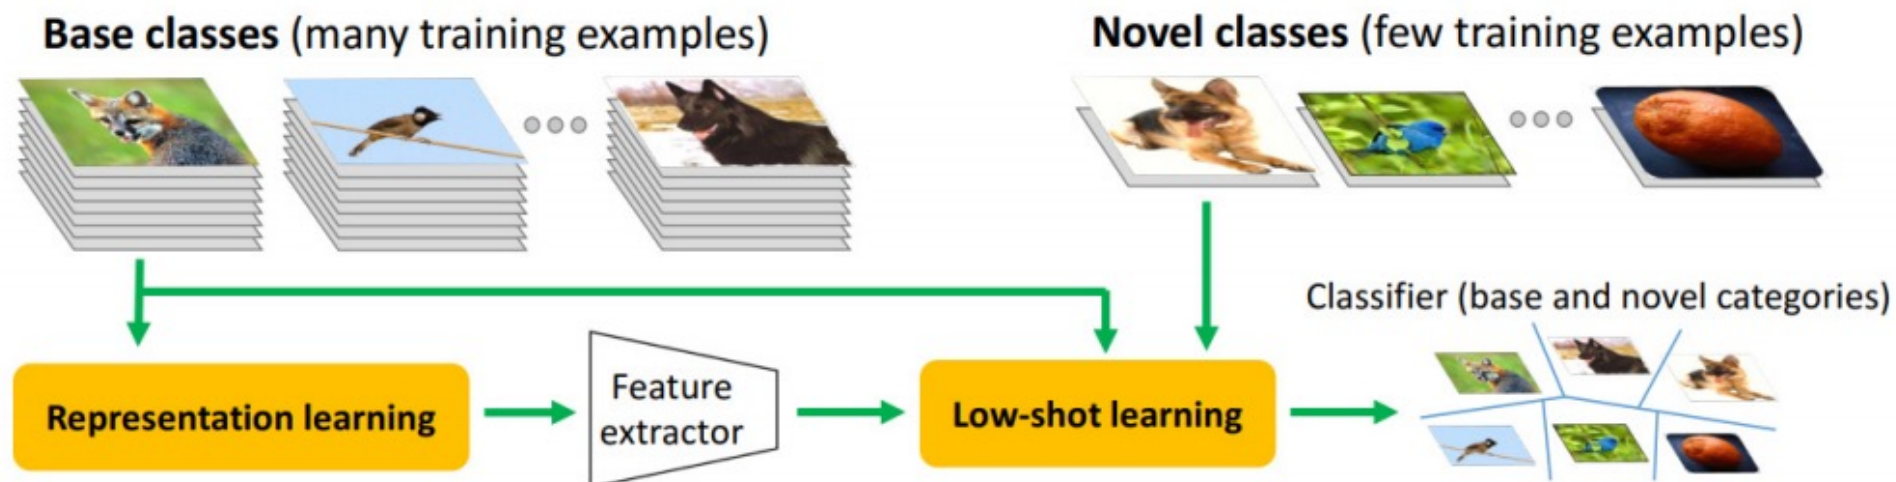 Base classes (many training examples)
Novel classes (few training examples)
Classifier (base and novel categories)
Representation learning
Feature
extractor
Low-shot learning